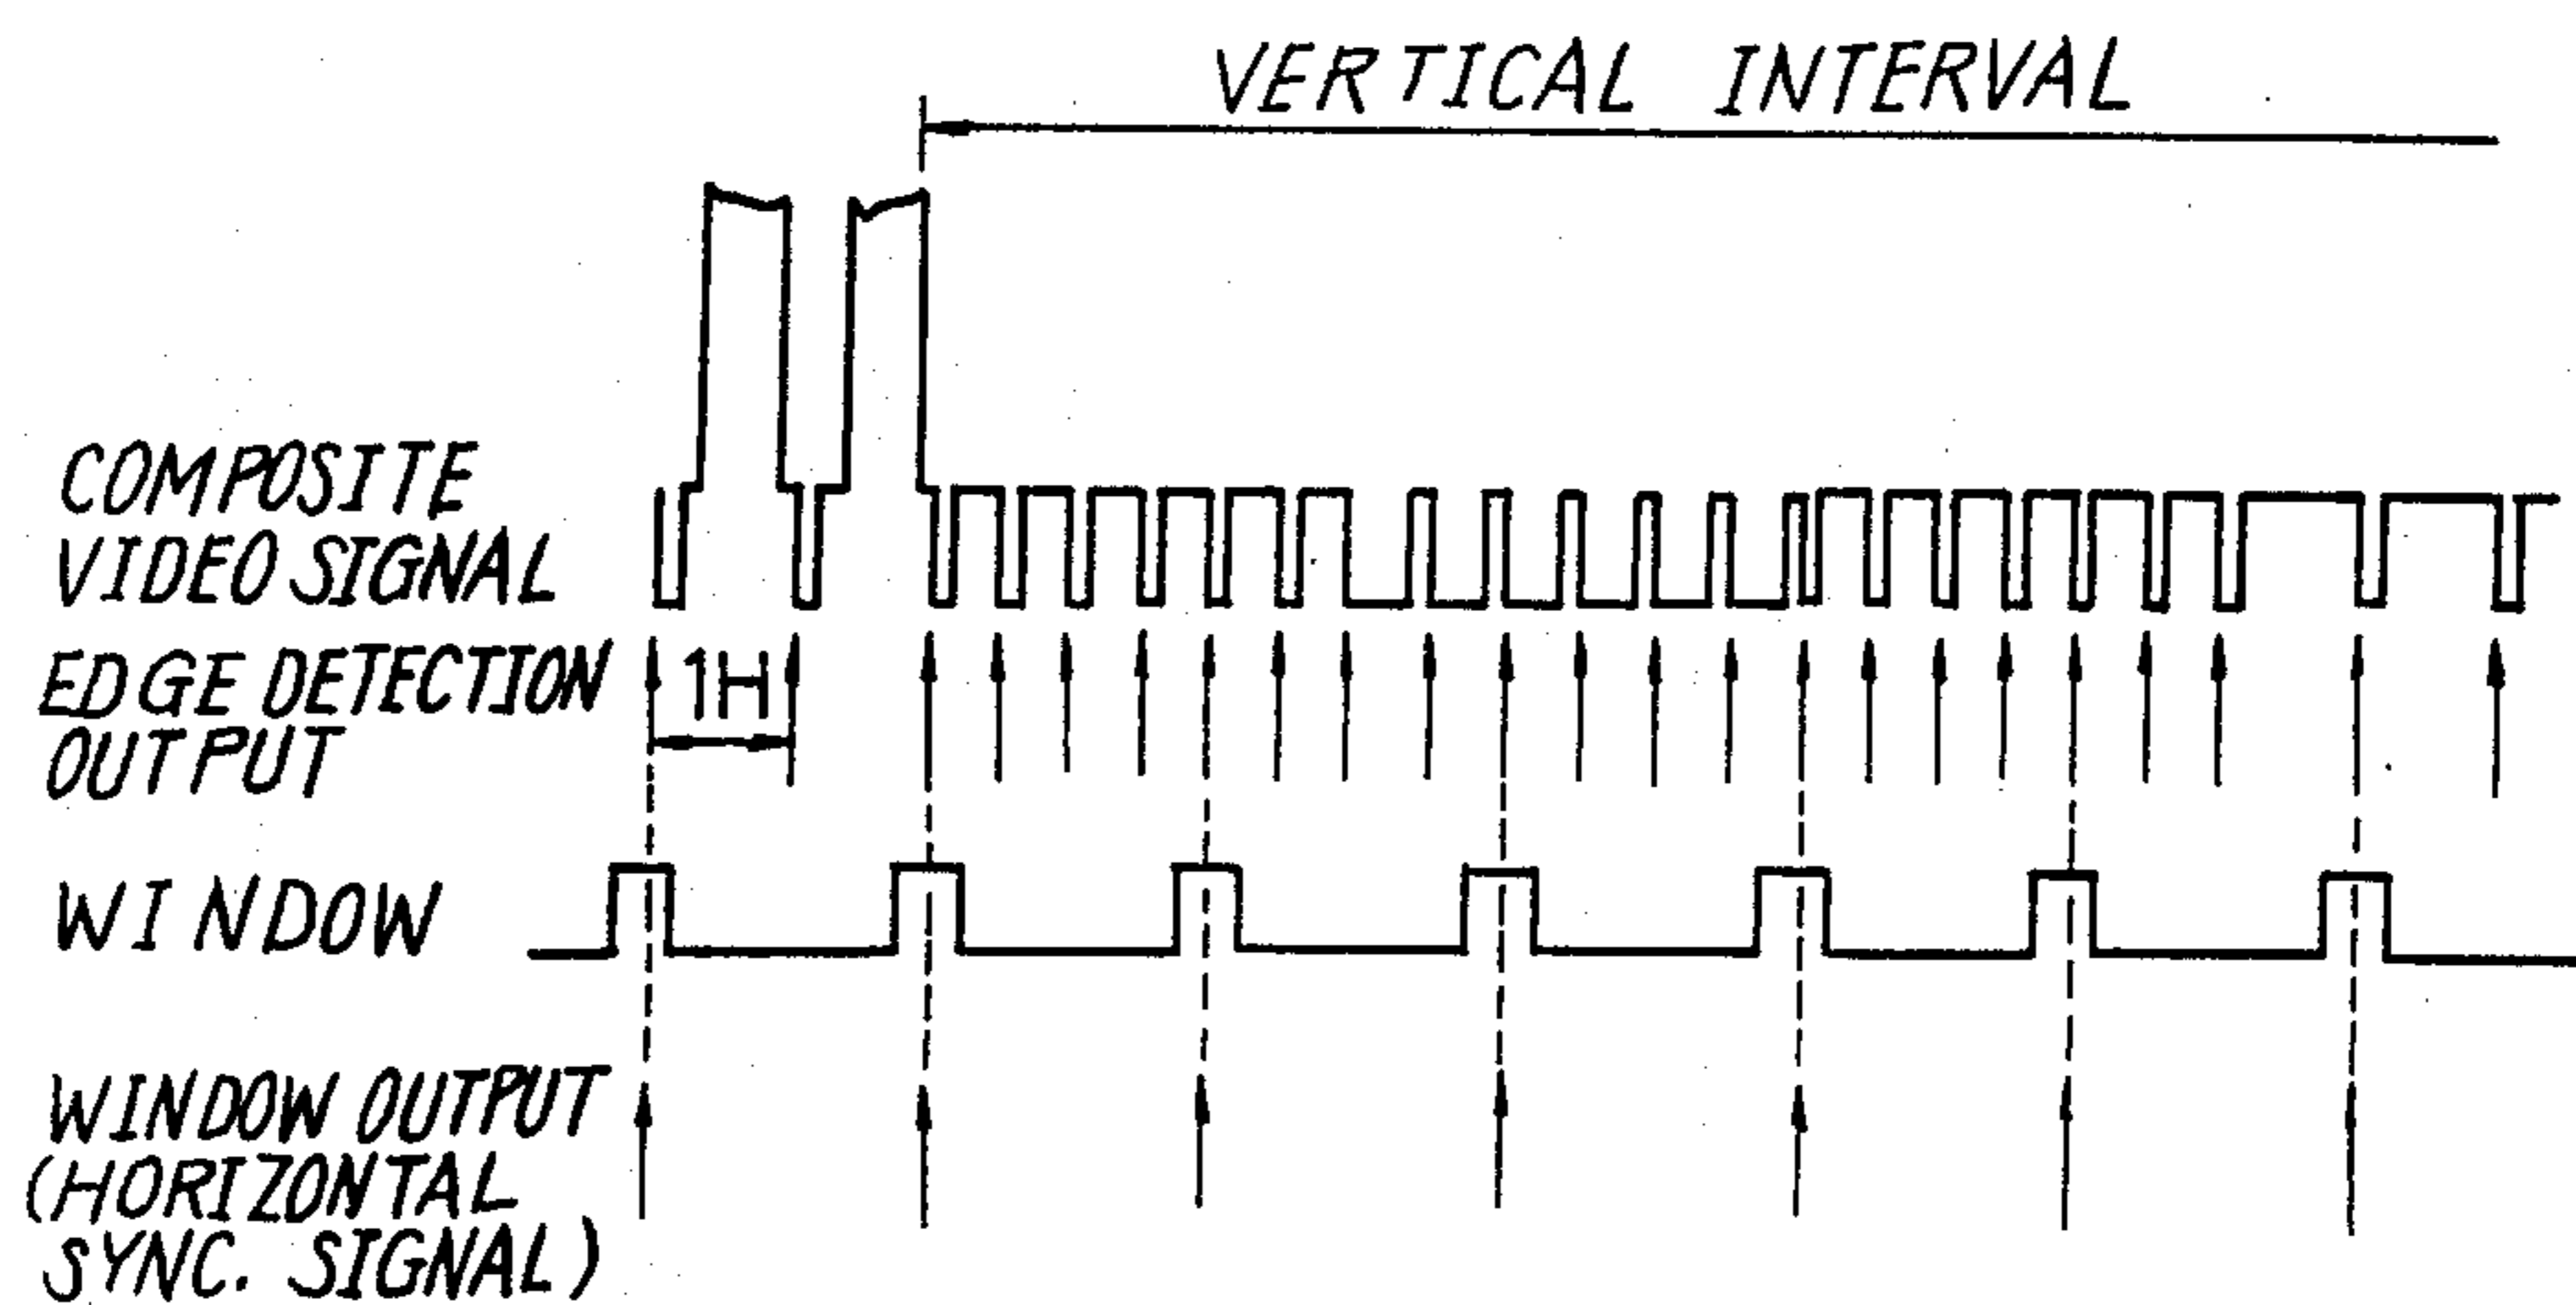 VERTICAL INTERVAL
COMPOSITE
VIDEO SIGNAL
EDGE DETECTION
OUTPUT
1H
WINDOW
WINDOW OUTPUT
(HORIZONTAL
SYNC. SIGNAL)